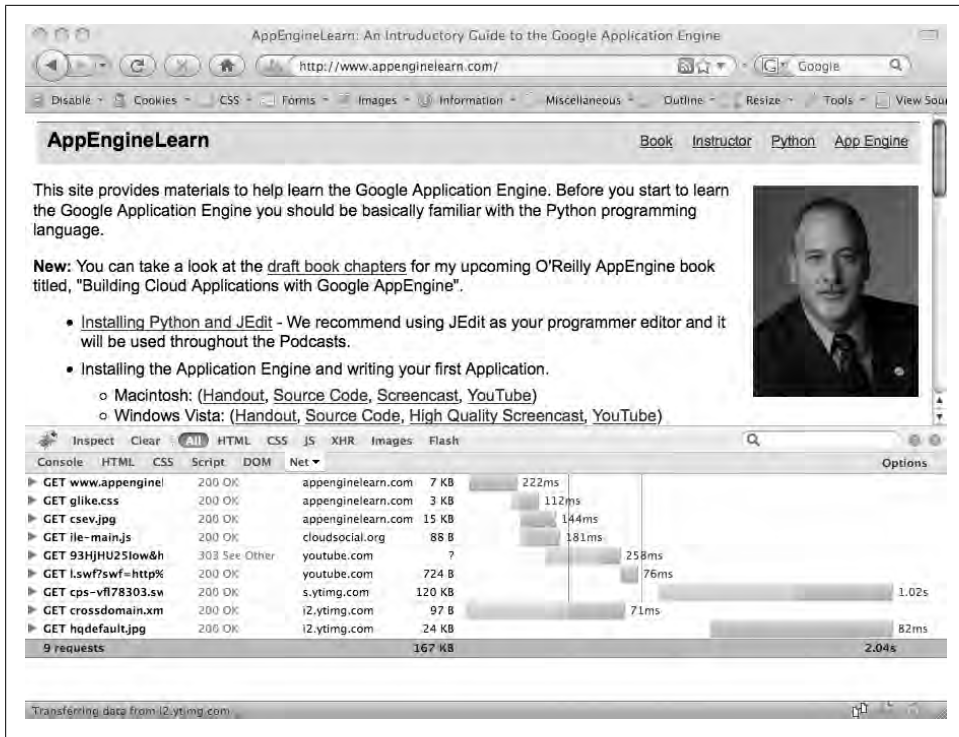 AppEngineLearn: An Intruductory Guide to the Google Application Engine
http://www.appenginelearn.com/
Google
Disable Cookies CSS Forms Images Information Miscellaneous Outline Resize Tools View Sou
AppEngineLearn
Book Instructor Python App Engine
This site provides materials to help learn the Google Application Engine. Before you start to learn
the Google Application Engine you should be basically familiar with the Python programming
language.
New: You can take a look at the draft book chapters for my upcoming O'Reilly AppEngine book
titled, "Building Cloud Applications with Google AppEngine".
• Installing Python and JEdit - We recommend using JEdit as your programmer editor and it
will be used throughout the Podcasts.
• Installing the Application Engine and writing your first Application.
○ Macintosh: (Handout, Source Code, Screencast, YouTube)
○ Windows Vista: (Handout, Source Code, High Quality Screencast, YouTube)
Inspect Clear All HTML CSS JS XHR Images Flash
Console HTML CSS Script DOM Net Options
GET www.appenginel 200 OK appenginelearn.com 7 KB 222ms
GET glike.css 200 OK appenginelearn.com 3 KB 112ms
GET csev.jpg 200 OK appenginelearn.com 15 KB 144ms
GET ile-main.js 200 OK cloudsocial.org 88 B 181ms
GET 93HjHU25Iow&h 303 See Other youtube.com ? 258ms
GET l.swf?swf=http% 200 OK youtube.com 724 B 76ms
GET cps-vfl78303.sw 200 OK s.ytimg.com 120 KB 1.02s
GET crossdomain.xm 200 OK i2.ytimg.com 97 B 71ms
GET hqdefault.jpg 200 OK i2.ytimg.com 24 KB 82ms
9 requests 167 KB 2.04s
Transferring data from i2.ytimg.com...